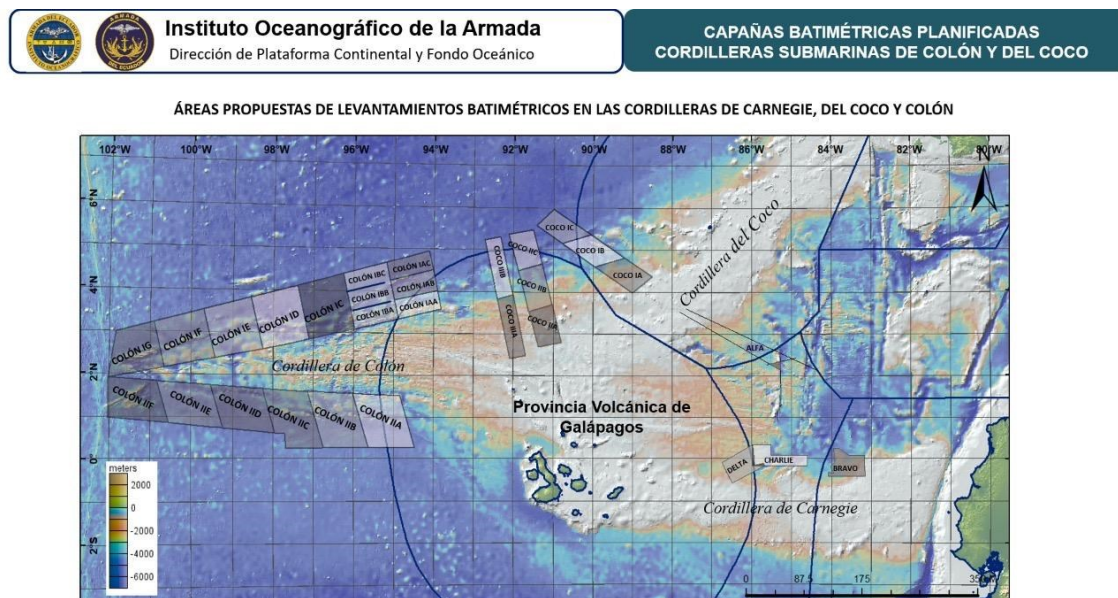 Instituto Oceanográfico de la Armada
Dirección de Plataforma Continental y Fondo Oceánico
CAPAÑAS BATIMÉTRICAS PLANIFICADAS
CORDILLERAS SUBMARINAS DE COLÓN Y DEL COCO
ÁREAS PROPUESTAS DE LEVANTAMIENTOS BATIMÉTRICOS EN LAS CORDILLERAS DE CARNEGIE, DEL COCO Y COLÓN
102°W 100°W 98°W 96°W 94°W 92°W 90°W 88°W 86°W 84°W 82°W 80°W
N
6°N
4°N
2°N
0°
2°S
COCO IC
COCO IB
COCO IA
COCO IIC
COCO IIB
COCO IIA
COCO IIIB
COCO IIIA
Cordillera del Coco
COLÓN IBC
COLÓN IAC
COLÓN IBB
COLÓN IAB
COLÓN IBA
COLÓN IAA
COLÓN IG
COLÓN IF
COLÓN IE
COLÓN ID
COLÓN IC
ALFA
Cordillera de Colón
COLÓN IIF
COLÓN IIE
COLÓN IID
COLÓN IIC
COLÓN IIB
COLÓN IIA
Provincia Volcánica de
Galápagos
DELTA
CHARLIE
BRAVO
Cordillera de Carnegie
meters
2000
0
-2000
-4000
-6000
0 87.5 175 350